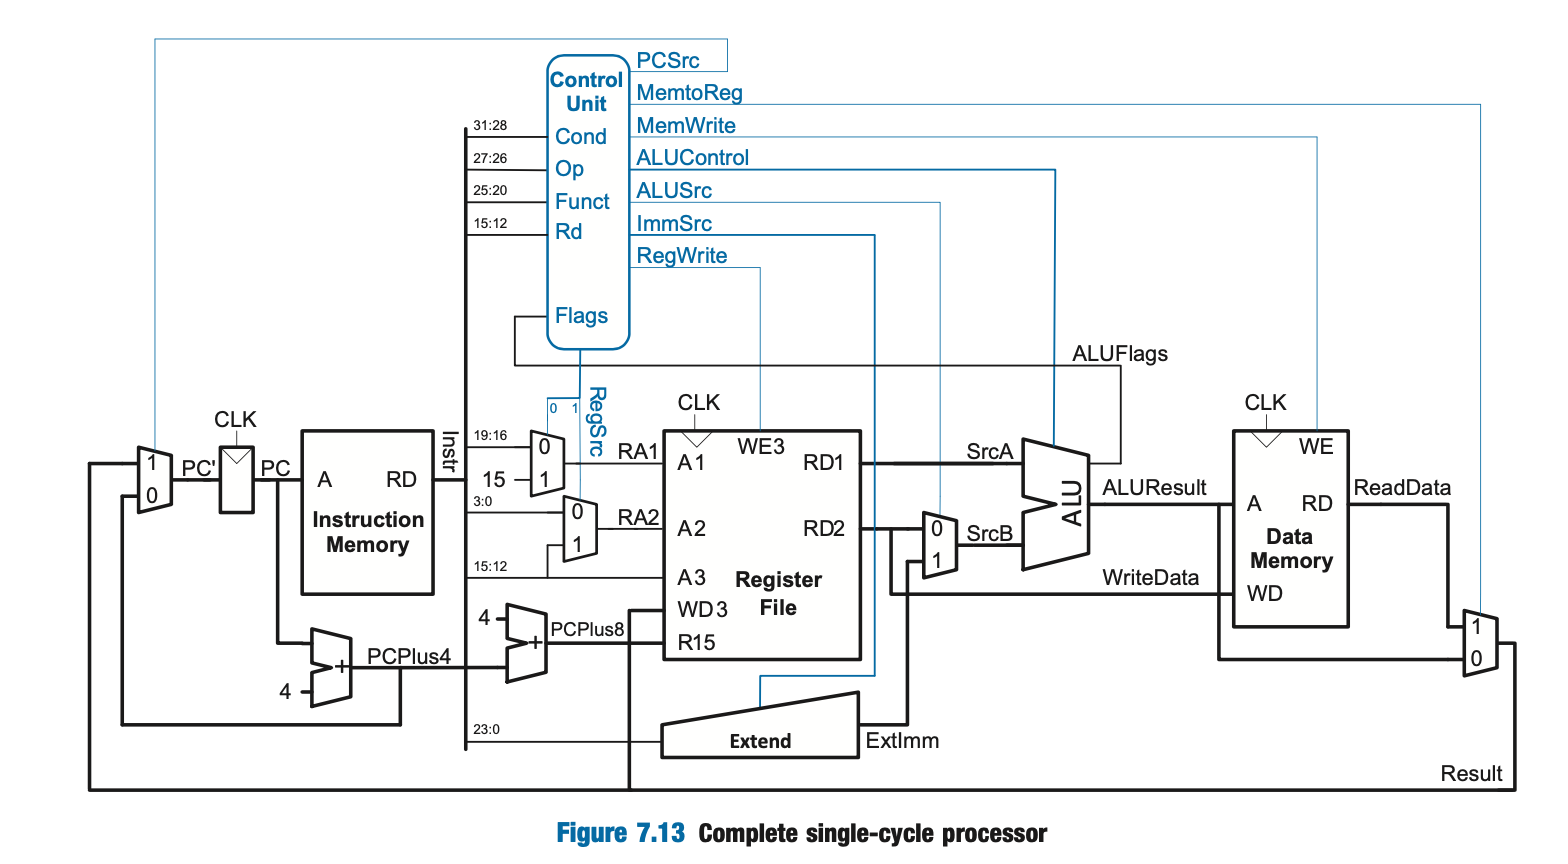 PCSrc
Control
Unit
MemtoReg
MemWrite
31:28
Cond
27:26
Op
ALUControl
25:20
Funct
ALUSrc
15:12
Rd
ImmSrc
RegWrite
Flags
ALUFlags
RegSrc
0 1
CLK
CLK
CLK
1
0
PC'
PC
A RD
Instruction
Memory
Instr
19:16
0
15
1
RA1
3:0
0
1
RA2
15:12
A1
WE3
RD1
A2
RD2
A3
Register
File
WD3
R15
SrcA
0
1
SrcB
ALU
ALUResult
WriteData
WE
A RD
Data
Memory
WD
ReadData
1
0
4
+
PCPlus8
+
PCPlus4
4
23:0
Extend
ExtImm
Result
Figure 7.13 Complete single-cycle processor